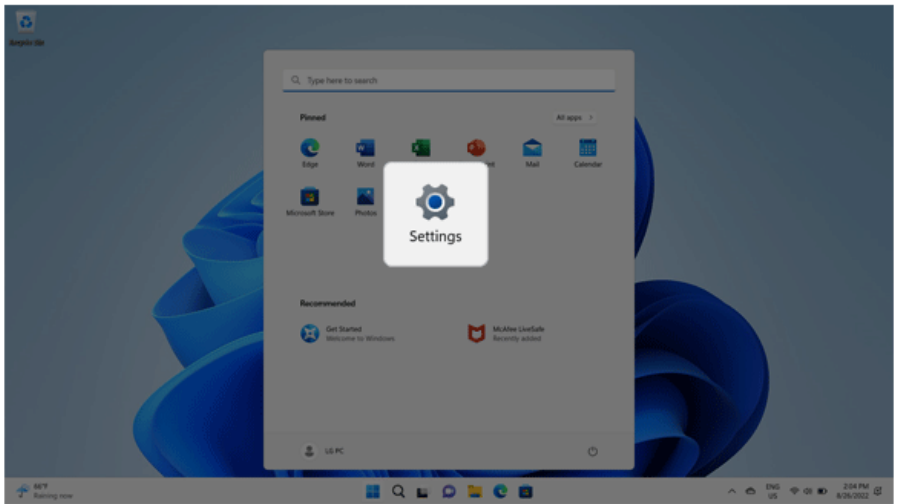 Recycle Bin
Type here to search
Pinned
All apps >
Edge
Word
Mail
Calendar
Microsoft Store
Photos
Settings
Recommended
Get Started
Welcome to Windows
McAfee LiveSafe
Recently added
LG PC
66°F
Raining now
ENG
US
2:04 PM
8/26/2022